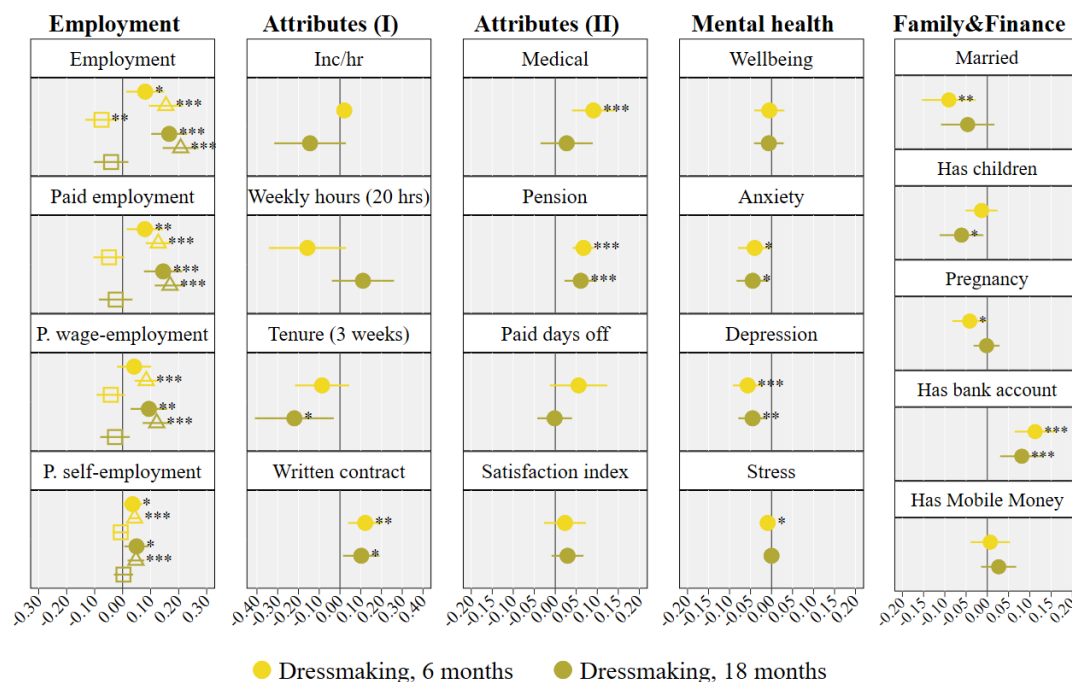 Employment
Attributes (I)
Attributes (II)
Mental health
Family&Finance
Employment
*
***
**
***
***
Paid employment
**
***
***
***
P. wage-employment
***
**
***
P. self-employment
*
***
*
***
-0.30
-0.20
-0.10
0.00
0.10
0.20
0.30
Inc/hr
Weekly hours (20 hrs)
Tenure (3 weeks)
*
Written contract
**
*
-0.40
-0.30
-0.20
-0.10
0.00
0.10
0.20
0.30
0.40
Medical
***
Pension
***
***
Paid days off
Satisfaction index
-0.20
-0.15
-0.10
-0.05
0.00
0.05
0.10
0.15
0.20
Wellbeing
Anxiety
*
*
Depression
***
**
Stress
*
-0.20
-0.15
-0.10
-0.05
0.00
0.05
0.10
0.15
0.20
Married
**
Has children
*
Pregnancy
*
Has bank account
***
***
Has Mobile Money
-0.20
-0.15
-0.10
-0.05
0.00
0.05
0.10
0.15
0.20
Dressmaking, 6 months
Dressmaking, 18 months